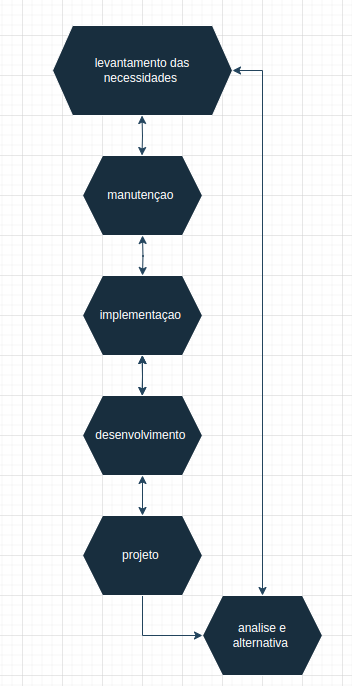 levantamento das
necessidades
manutençao
implementaçao
desenvolvimento
projeto
analise e
alternativa